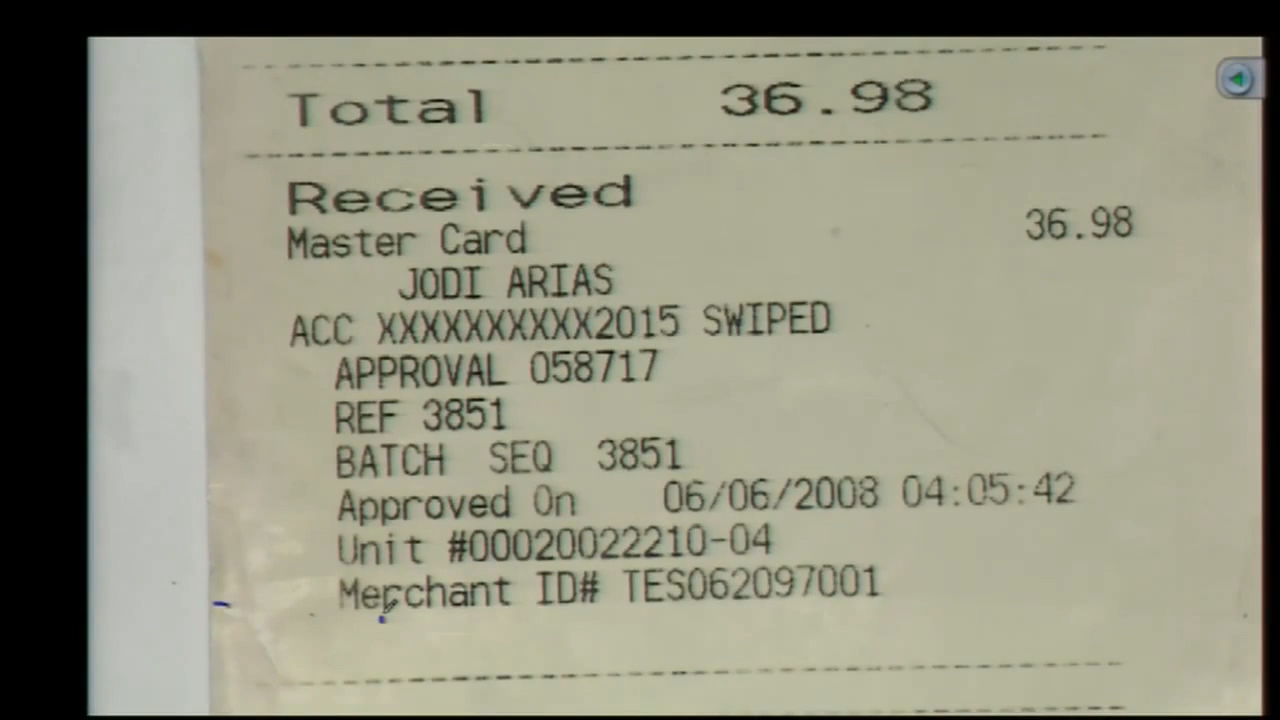 Total 36.98
Received
Master Card 36.98
JODI ARIAS
ACC XXXXXXXXXX2015 SWIPED
APPROVAL 058717
REF 3851
BATCH SEQ 3851
Approved On 06/06/2008 04:05:42
Unit #00020022210-04
Merchant ID# TES062097001